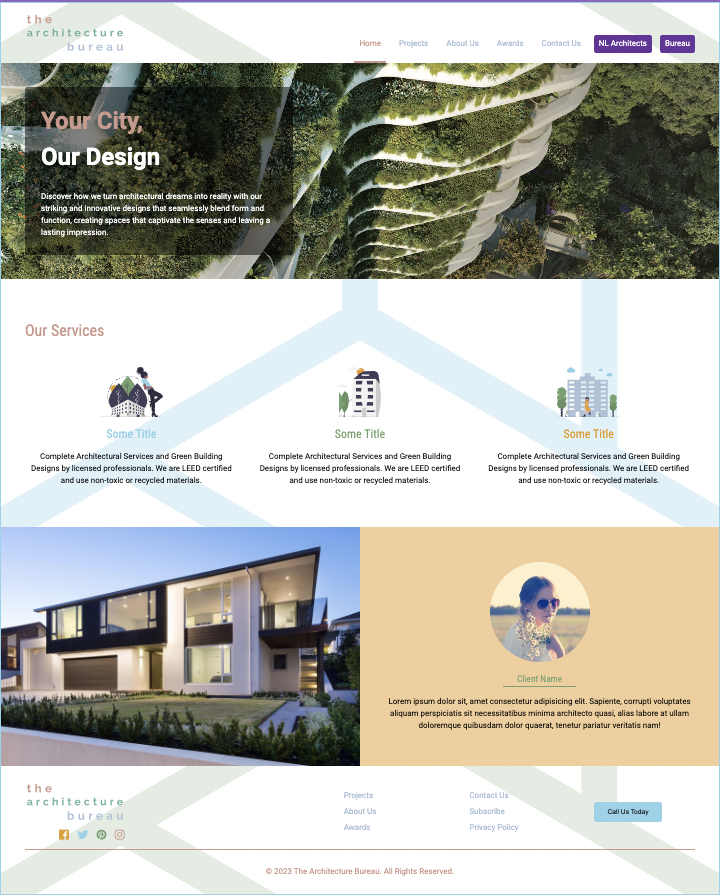 the
architecture
bureau
Home Projects About Us Awards Contact Us NL Architects Bureau
Your City,
Our Design
Discover how we turn architectural dreams into reality with our
striking and innovative designs that seamlessly blend form and
function, creating spaces that captivate the senses and leaving a
lasting impression.
Our Services
Some Title
Complete Architectural Services and Green Building
Designs by licensed professionals. We are LEED certified
and use non-toxic or recycled materials.
Some Title
Complete Architectural Services and Green Building
Designs by licensed professionals. We are LEED certified
and use non-toxic or recycled materials.
Some Title
Complete Architectural Services and Green Building
Designs by licensed professionals. We are LEED certified
and use non-toxic or recycled materials.
Client Name
Lorem ipsum dolor sit, amet consectetur adipisicing elit. Sapiente, corrupti voluptates
aliquam perspiciatis sit necessitatibus minima architecto quasi, alias labore at ullam
doloremque quibusdam dolor quaerat, tenetur pariatur veritatis nam!
the
architecture
bureau
Projects
About Us
Awards
Contact Us
Subscribe
Privacy Policy
Call Us Today
© 2023 The Architecture Bureau. All Rights Reserved.